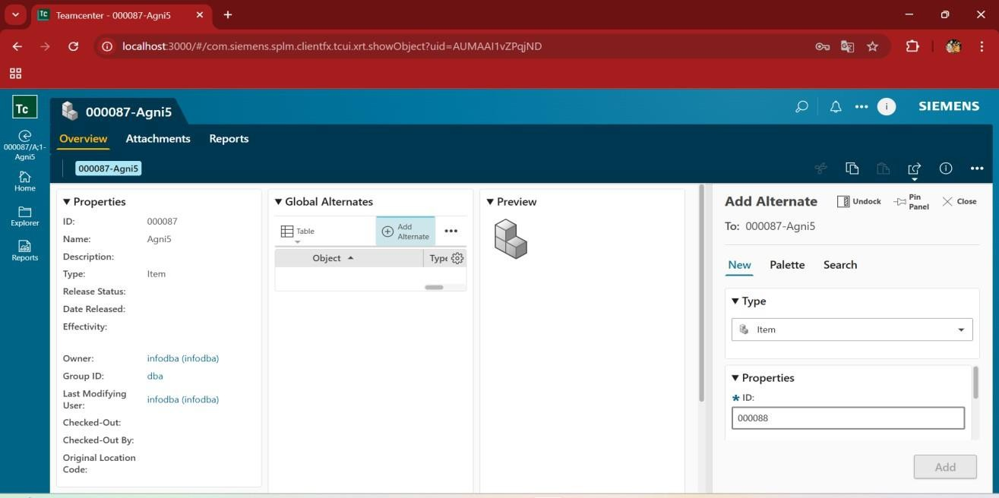 Tc Teamcenter - 000087-Agni5
localhost:3000/#/com.siemens.splm.clientfx.tcui.xrt.showObject?uid=AUMAAI1vZPqjND
Tc
000087-Agni5
i
SIEMENS
Overview Attachments Reports
000087-Agni5
000087/A;1-
Agni5
Home
Explorer
Reports
Properties
ID: 000087
Name: Agni5
Description:
Type: Item
Release Status:
Date Released:
Effectivity:
Owner: infodba (infodba)
Group ID: dba
Last Modifying
User: infodba (infodba)
Checked-Out:
Checked-Out By:
Original Location
Code:
Global Alternates
Table
Add
Alternate
Object Type
Preview
Add Alternate
Undock
Pin
Panel
Close
To: 000087-Agni5
New Palette Search
Type
Item
Properties
* ID:
000088
Add